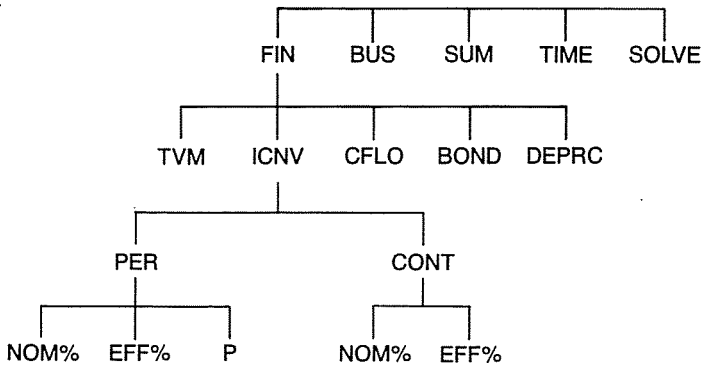 FIN BUS SUM TIME SOLVE
TVM ICNV CFLO BOND DEPRC
PER CONT
NOM% EFF% P NOM% EFF%